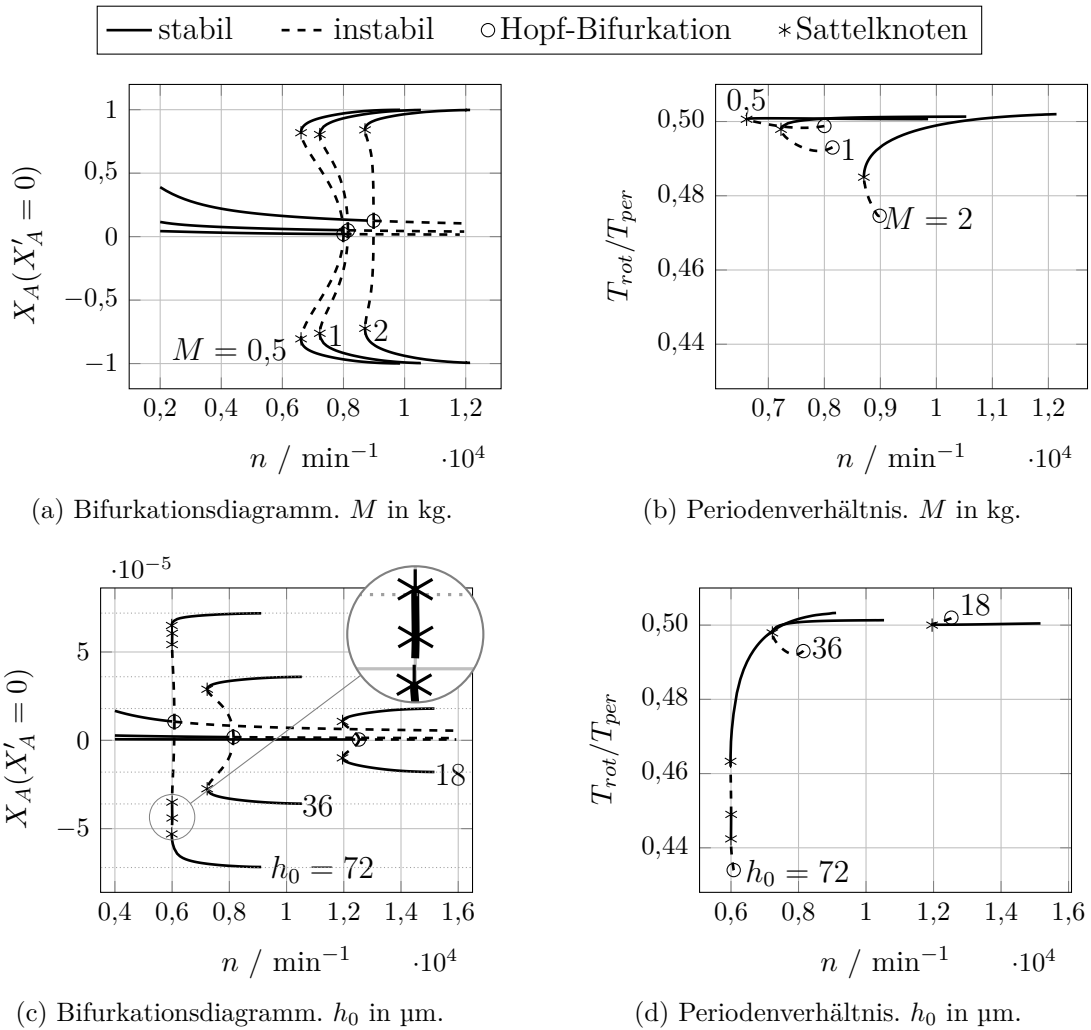 stabil instabil Hopf-Bifurkation Sattelknoten
1
0,5
0
−0,5
−1
X_A(X′_A = 0)
M = 0,5
1
2
0,2 0,4 0,6 0,8 1 1,2
n / min⁻¹
·10⁴
(a) Bifurkationsdiagramm. M in kg.
0,50
0,48
0,46
0,44
T_rot/T_per
0,5
1
M = 2
0,7 0,8 0,9 1 1,1 1,2
n / min⁻¹
·10⁴
(b) Periodenverhältnis. M in kg.
·10⁻⁵
5
0
−5
X_A(X′_A = 0)
18
36
h₀ = 72
0,4 0,6 0,8 1 1,2 1,4 1,6
n / min⁻¹
·10⁴
(c) Bifurkationsdiagramm. h₀ in µm.
0,50
0,48
0,46
0,44
T_rot/T_per
18
36
h₀ = 72
0,6 0,8 1 1,2 1,4 1,6
n / min⁻¹
·10⁴
(d) Periodenverhältnis. h₀ in µm.